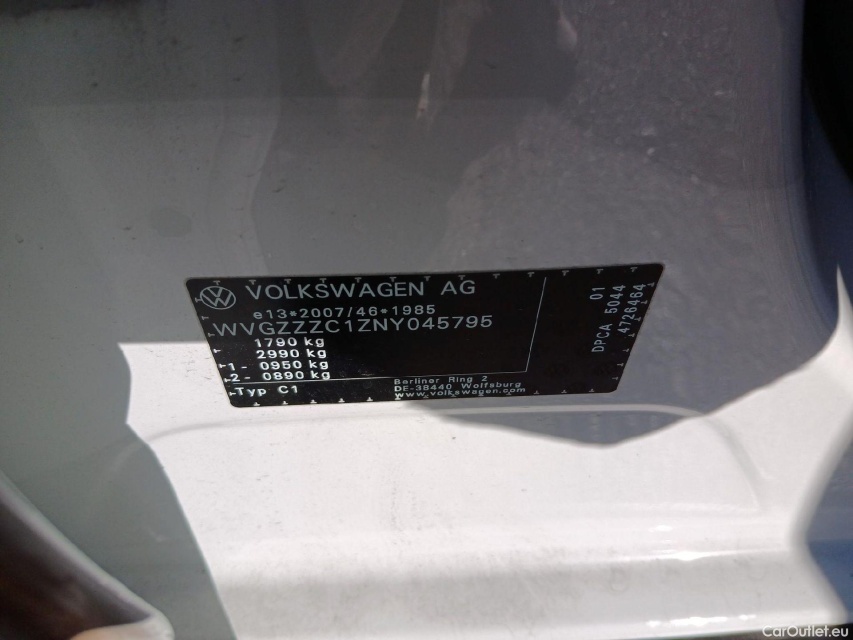 VOLKSWAGEN AG
e13*2007/46*1985
WVGZZZC1ZNY045795
1790 kg
2990 kg
1 - 0950 kg
2 - 0890 kg
Typ C1
Berliner Ring 2
DE-38440 Wolfsburg
www.volkswagen.com
01
DPCA 5044
4726464
CarOutlet.eu